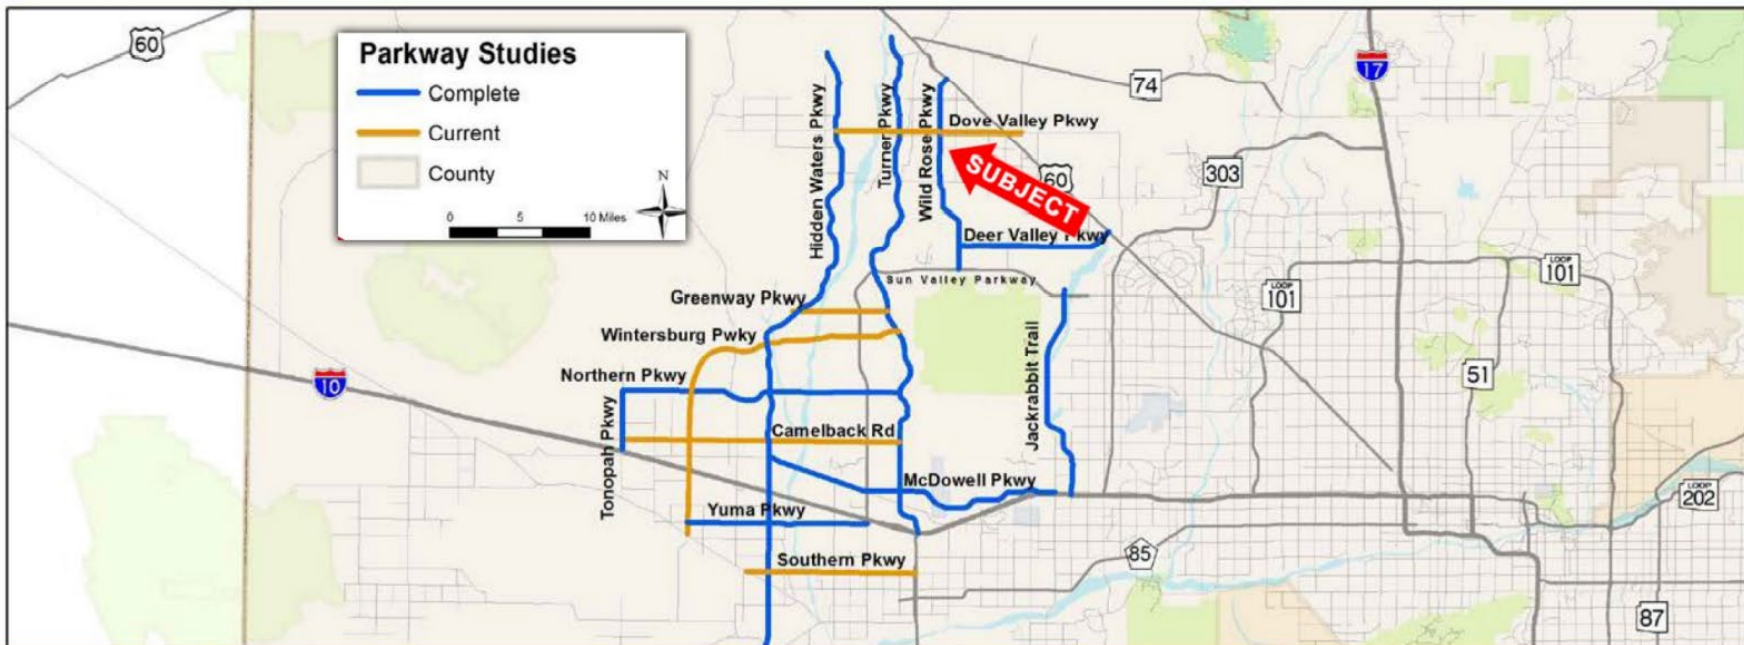 60
Parkway Studies
Complete
Current
County
N
0 5 10 Miles
17
74
Hidden Waters Pkwy
Turner Pkwy
Wild Rose Pkwy
Dove Valley Pkwy
SUBJECT
60
303
Deer Valley Pkwy
Sun Valley Parkway
LOOP
101
LOOP
101
Greenway Pkwy
Wintersburg Pwky
Jackrabbit Trail
Northern Pkwy
10
51
Tonopah Pkwy
Camelback Rd
McDowell Pkwy
LOOP
202
Yuma Pkwy
85
Southern Pkwy
87